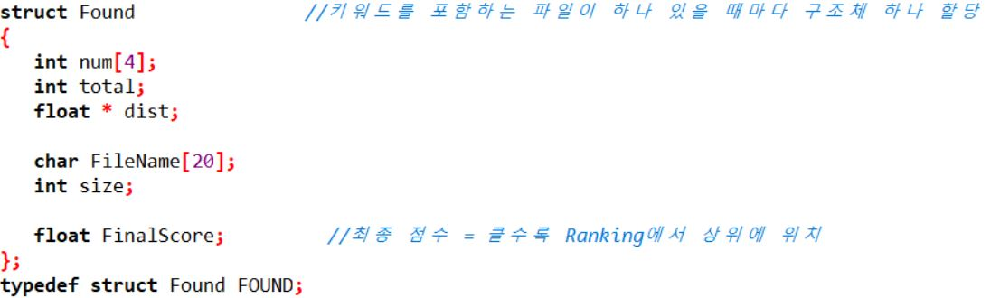 struct Found //키워드를 포함하는 파일이 하나 있을 때마다 구조체 하나 할당
{
int num[4];
int total;
float * dist;
char FileName[20];
int size;
float FinalScore; //최종 점수 = 클수록 Ranking에서 상위에 위치
};
typedef struct Found FOUND;